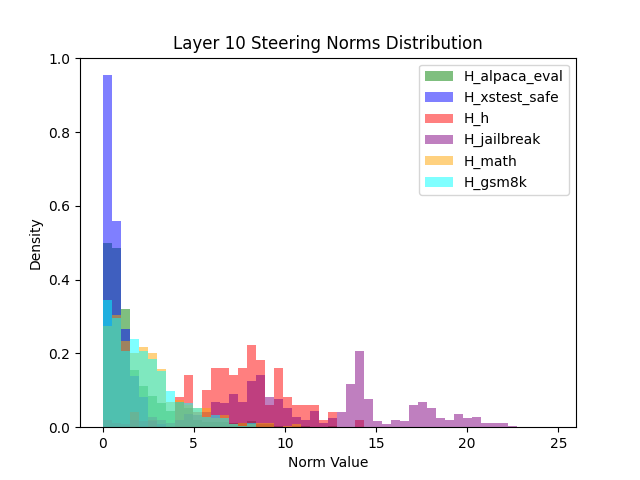 Layer 10 Steering Norms Distribution
1.0
0.8
0.6
0.4
0.2
0.0
Density
H_alpaca_eval
H_xstest_safe
H_h
H_jailbreak
H_math
H_gsm8k
0 5 10 15 20 25
Norm Value